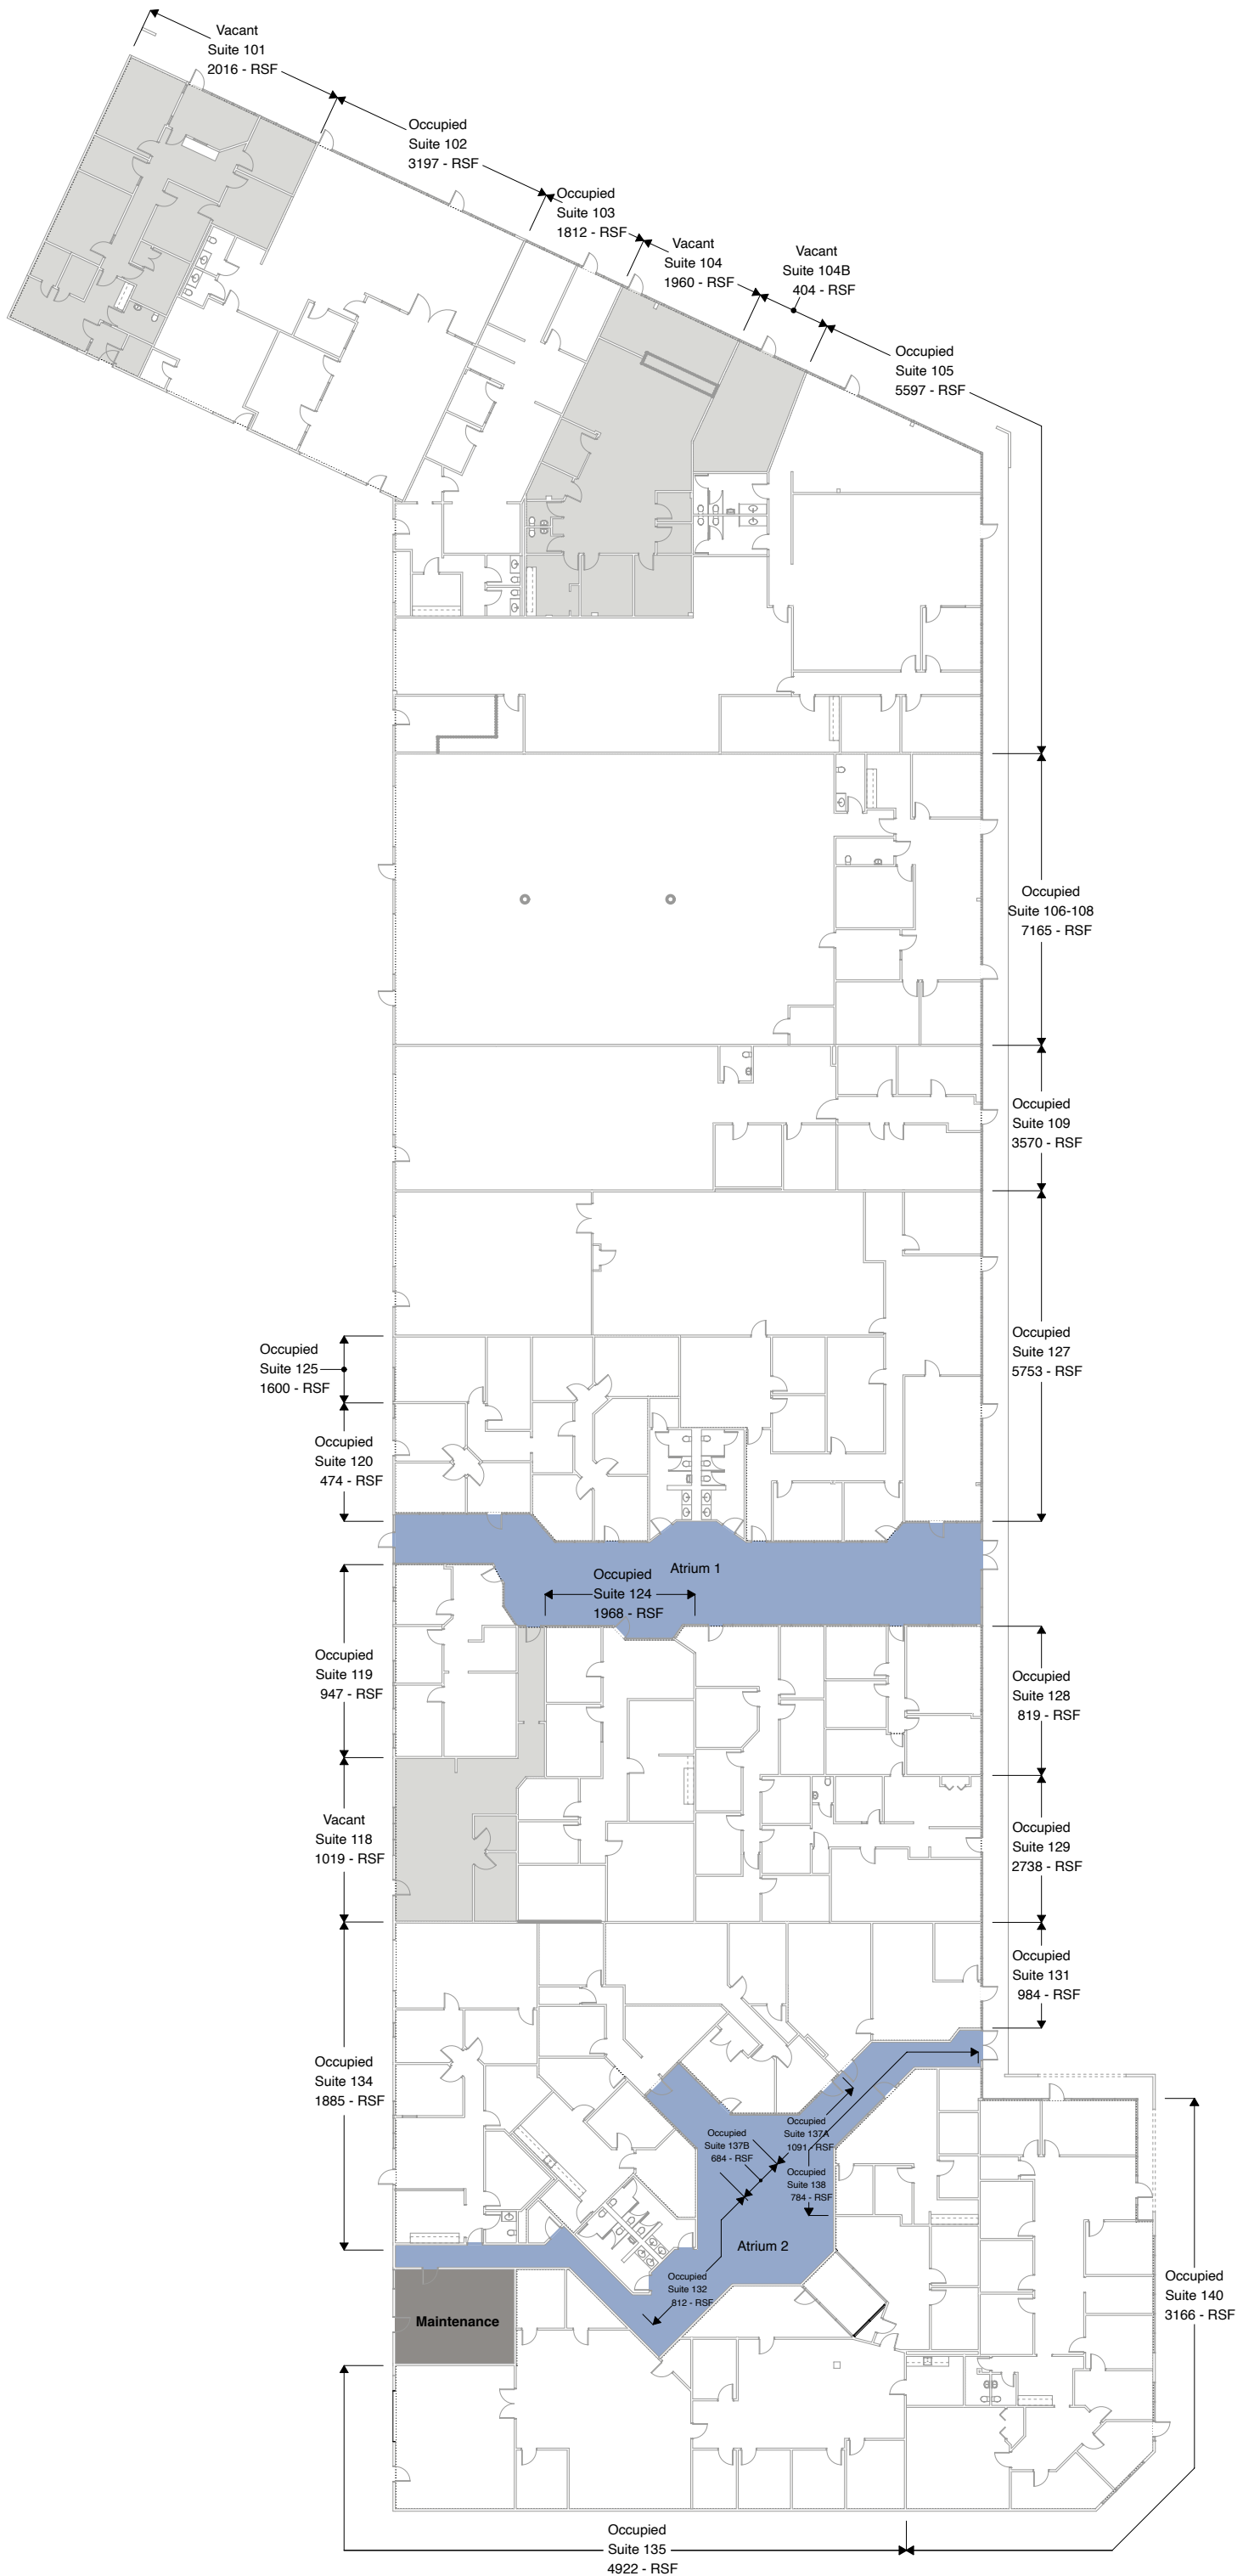 Vacant
Suite 101
2016 - RSF
Occupied
Suite 102
3197 - RSF
Occupied
Suite 103
1812 - RSF
Vacant
Suite 104
1960 - RSF
Vacant
Suite 104B
404 - RSF
Occupied
Suite 105
5597 - RSF
Occupied
Suite 106-108
7165 - RSF
Occupied
Suite 109
3570 - RSF
Occupied
Suite 127
5753 - RSF
Occupied
Suite 125
1600 - RSF
Occupied
Suite 120
474 - RSF
Atrium 1
Occupied
Suite 124
1968 - RSF
Occupied
Suite 119
947 - RSF
Occupied
Suite 128
819 - RSF
Vacant
Suite 118
1019 - RSF
Occupied
Suite 129
2738 - RSF
Occupied
Suite 131
984 - RSF
Occupied
Suite 134
1885 - RSF
Occupied
Suite 137A
1091 - RSF
Occupied
Suite 137B
684 - RSF
Occupied
Suite 138
784 - RSF
Atrium 2
Occupied
Suite 132
812 - RSF
Maintenance
Occupied
Suite 140
3166 - RSF
Occupied
Suite 135
4922 - RSF